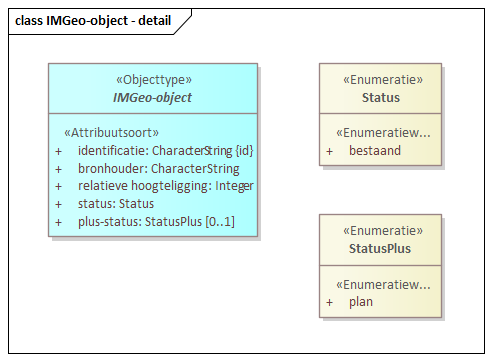 class IMGeo-object - detail
«Objecttype»
IMGeo-object
«Attribuutsoort»
+ identificatie: CharacterString {id}
+ bronhouder: CharacterString
+ relatieve hoogteligging: Integer
+ status: Status
+ plus-status: StatusPlus [0..1]
«Enumeratie»
Status
«Enumeratiew...
+ bestaand
«Enumeratie»
StatusPlus
«Enumeratiew...
+ plan